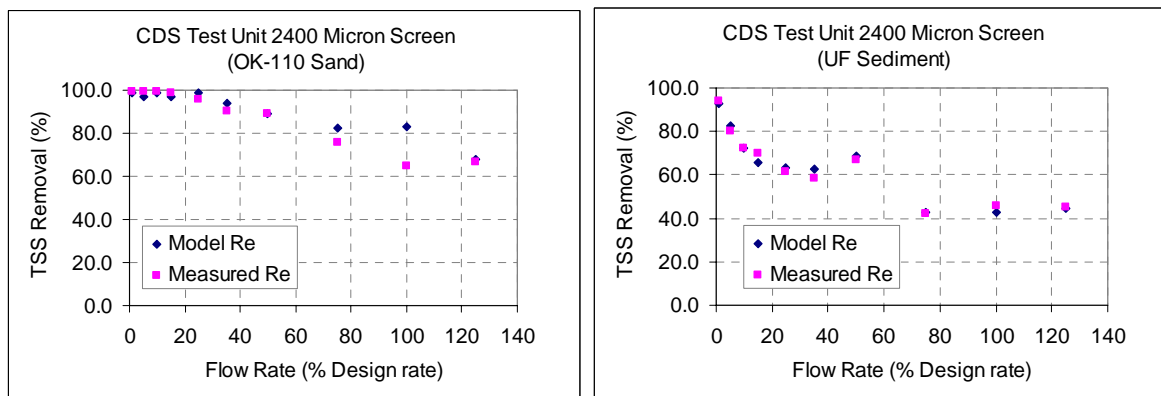 CDS Test Unit 2400 Micron Screen
(OK-110 Sand)
100.0
80.0
60.0
40.0
20.0
0.0
TSS Removal (%)
Model Re
Measured Re
0 20 40 60 80 100 120 140
Flow Rate (% Design rate)
CDS Test Unit 2400 Micron Screen
(UF Sediment)
100.0
80.0
60.0
40.0
20.0
0.0
TSS Removal (%)
Model Re
Measured Re
0 20 40 60 80 100 120 140
Flow Rate (% Design rate)